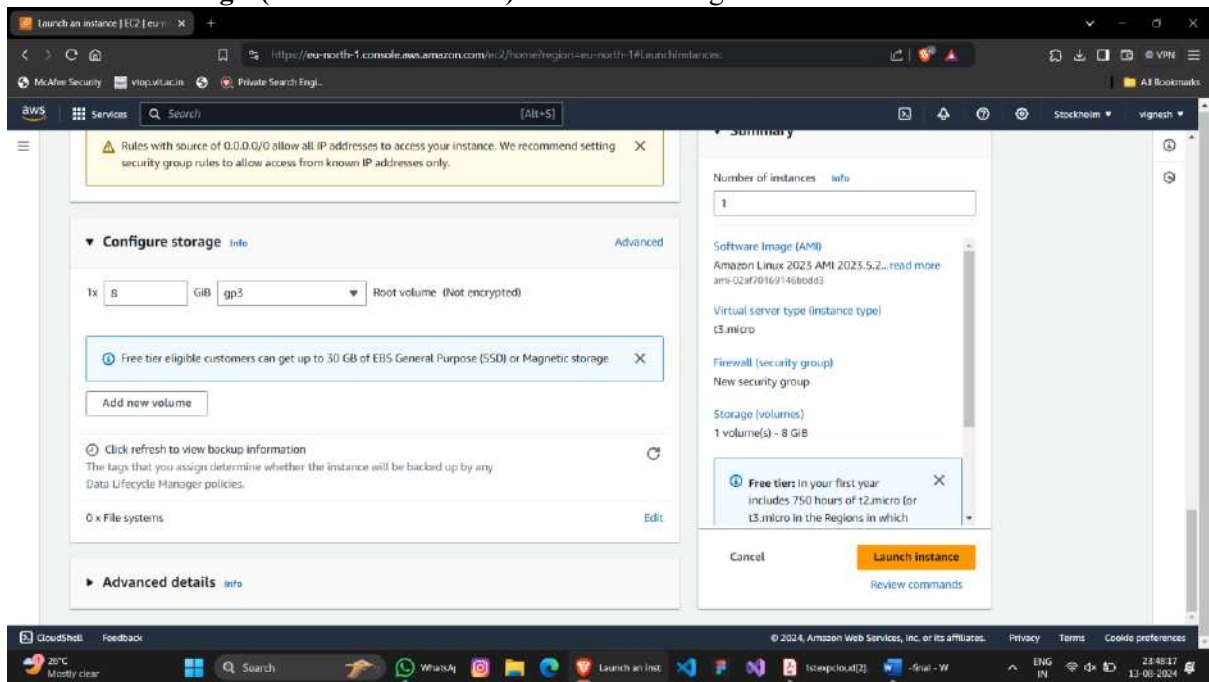 Launch an instance | EC2 | eu-n
https://eu-north-1.console.aws.amazon.com/ec2/home?region=eu-north-1#LaunchInstances:
VPN
McAfee Security
vtop.vit.ac.in
Private Search Engi...
All Bookmarks
aws
Services
Search
[Alt+S]
Stockholm
vignesh
Rules with source of 0.0.0.0/0 allow all IP addresses to access your instance. We recommend setting
security group rules to allow access from known IP addresses only.
Configure storage Info
Advanced
1x 8 GiB gp3 Root volume (Not encrypted)
Free tier eligible customers can get up to 30 GB of EBS General Purpose (SSD) or Magnetic storage
Add new volume
Click refresh to view backup information
The tags that you assign determine whether the instance will be backed up by any
Data Lifecycle Manager policies.
0 x File systems
Edit
Advanced details Info
Summary
Number of instances Info
1
Software Image (AMI)
Amazon Linux 2023 AMI 2023.5.2...read more
ami-02af70169146bbdd3
Virtual server type (instance type)
t3.micro
Firewall (security group)
New security group
Storage (volumes)
1 volume(s) - 8 GiB
Free tier: In your first year
includes 750 hours of t2.micro (or
t3.micro in the Regions in which
Cancel
Launch instance
Review commands
CloudShell Feedback
© 2024, Amazon Web Services, Inc. or its affiliates. Privacy Terms Cookie preferences
26°C
Mostly clear
Search
WhatsA
Launch an inst
1stexpcloud[2].
-final - W
ENG
IN
23:48:17
13-08-2024